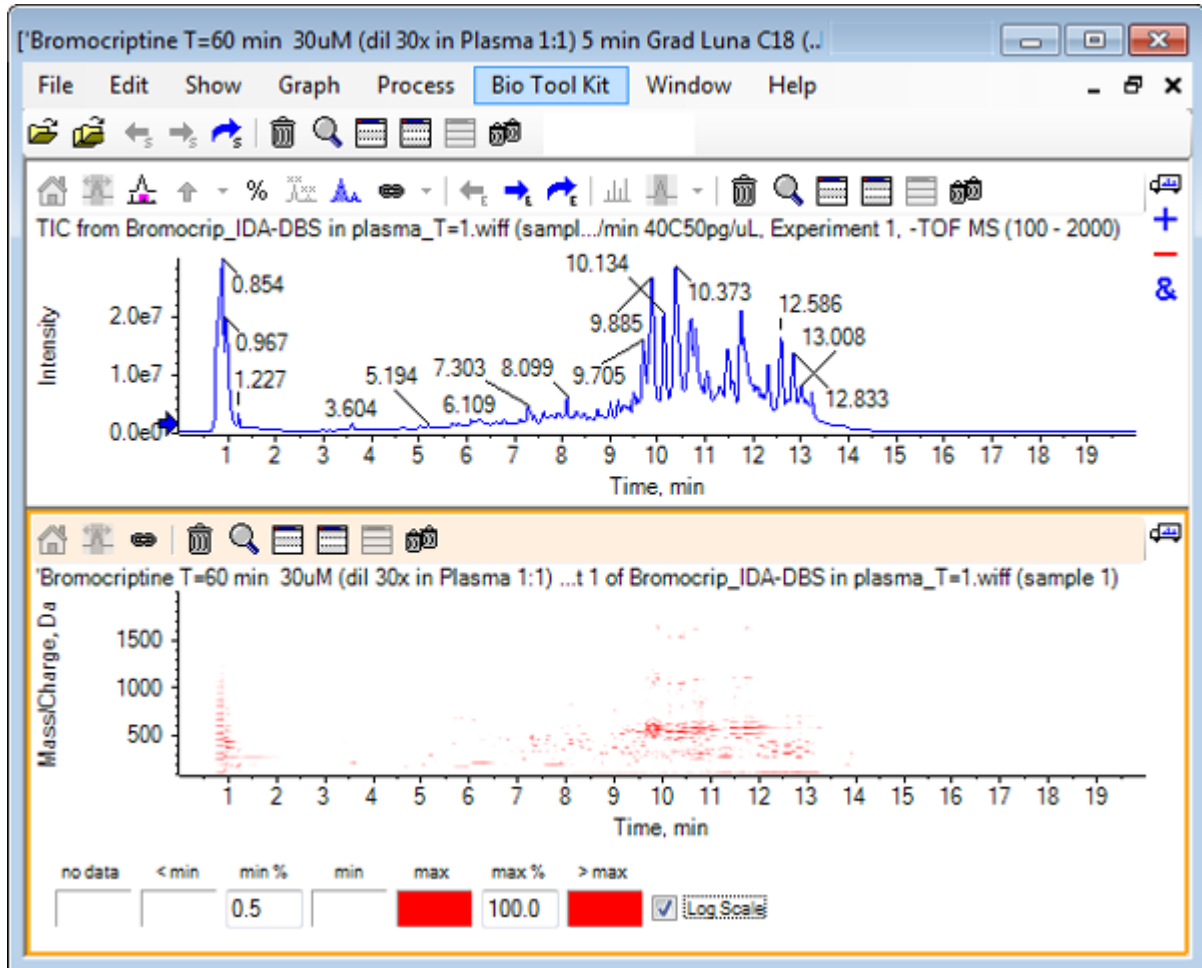 ['Bromocriptine T=60 min 30uM (dil 30x in Plasma 1:1) 5 min Grad Luna C18 (..
File Edit Show Graph Process Bio Tool Kit Window Help
%
TIC from Bromocrip_IDA-DBS in plasma_T=1.wiff (sampl.../min 40C50pg/uL, Experiment 1, -TOF MS (100 - 2000)
&
Intensity
2.0e7
1.0e7
0.0e0
0.854
0.967
1.227
3.604
5.194
6.109
7.303
8.099
9.705
9.885
10.134
10.373
12.586
13.008
12.833
1 2 3 4 5 6 7 8 9 10 11 12 13 14 15 16 17 18 19
Time, min
'Bromocriptine T=60 min 30uM (dil 30x in Plasma 1:1) ...t 1 of Bromocrip_IDA-DBS in plasma_T=1.wiff (sample 1)
Mass/Charge, Da
1500
1000
500
1 2 3 4 5 6 7 8 9 10 11 12 13 14 15 16 17 18 19
Time, min
no data < min min % min max max % > max
0.5 100.0 Log Scale